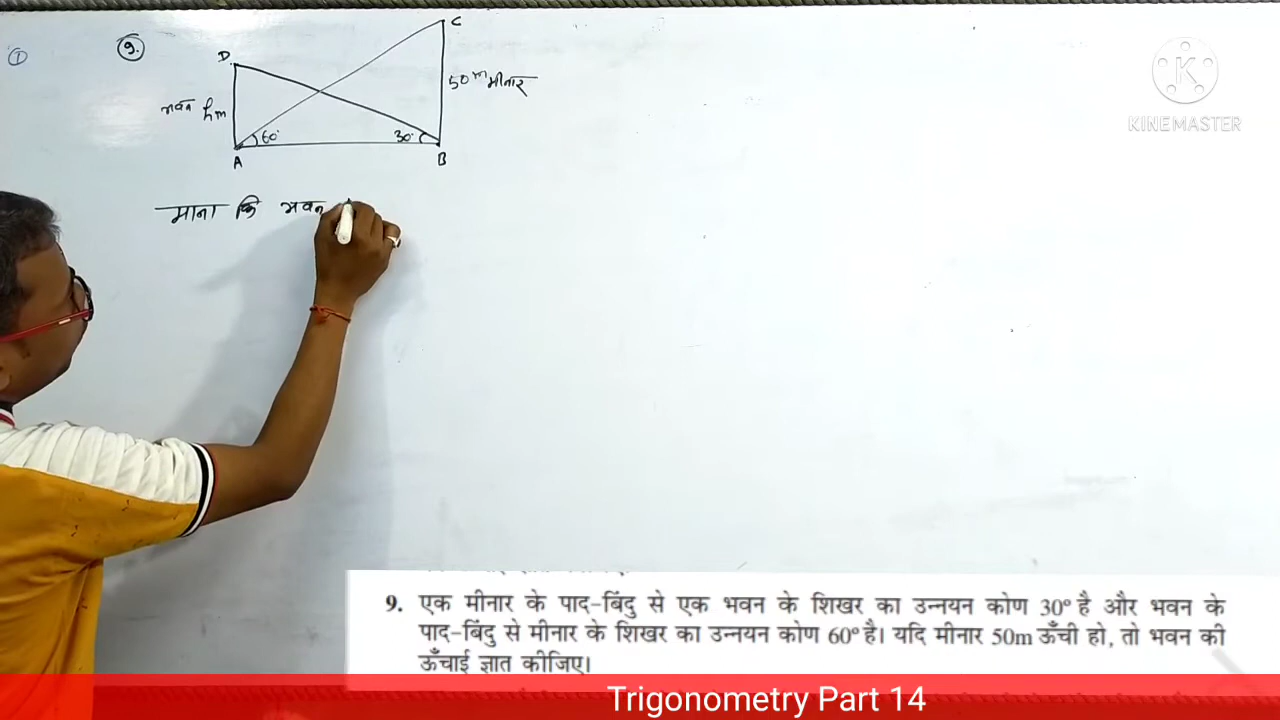 ①
9.
C
D
50m मीनार
भवन hm
60° 30°
A B
माना कि भवन
KINEMASTER
9. एक मीनार के पाद-बिंदु से एक भवन के शिखर का उन्नयन कोण 30° है और भवन के
पाद-बिंदु से मीनार के शिखर का उन्नयन कोण 60° है। यदि मीनार 50m ऊँची हो, तो भवन की
ऊँचाई ज्ञात कीजिए।
Trigonometry Part 14